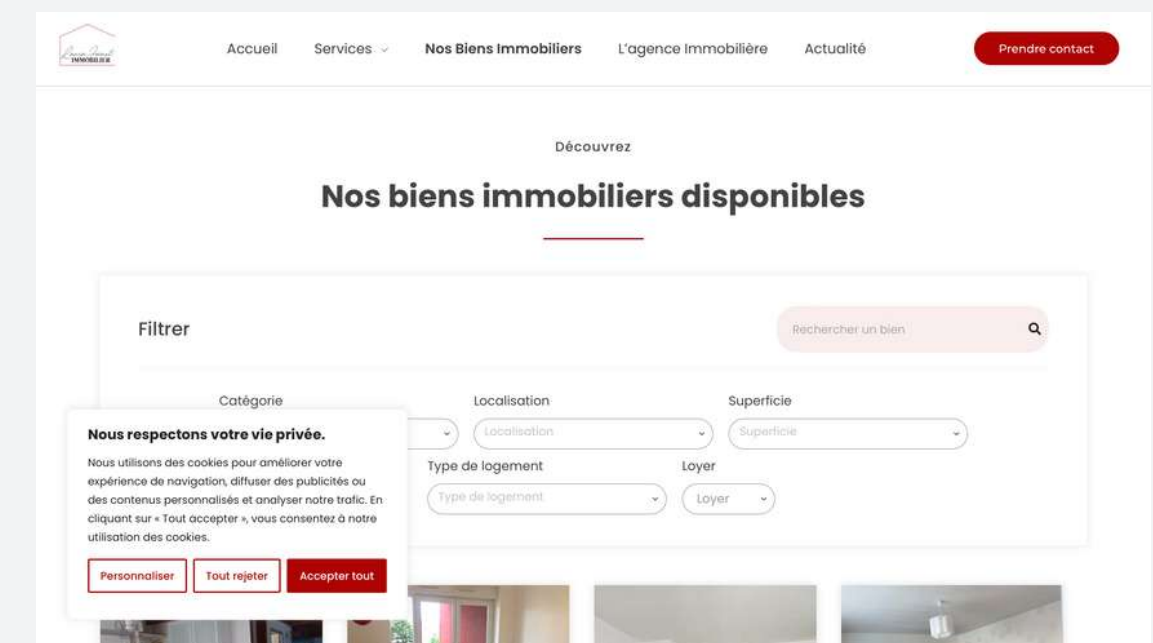 IMMOBILIER
Accueil
Services
Nos Biens Immobiliers
L'agence Immobilière
Actualité
Prendre contact
Découvrez
Nos biens immobiliers disponibles
Filtrer
Rechercher un bien
Catégorie
Localisation
Superficie
Localisation
Superficie
Type de logement
Loyer
Type de logement
Loyer
Nous respectons votre vie privée.
Nous utilisons des cookies pour améliorer votre
expérience de navigation, diffuser des publicités ou
des contenus personnalisés et analyser notre trafic. En
cliquant sur « Tout accepter », vous consentez à notre
utilisation des cookies.
Personnaliser
Tout rejeter
Accepter tout